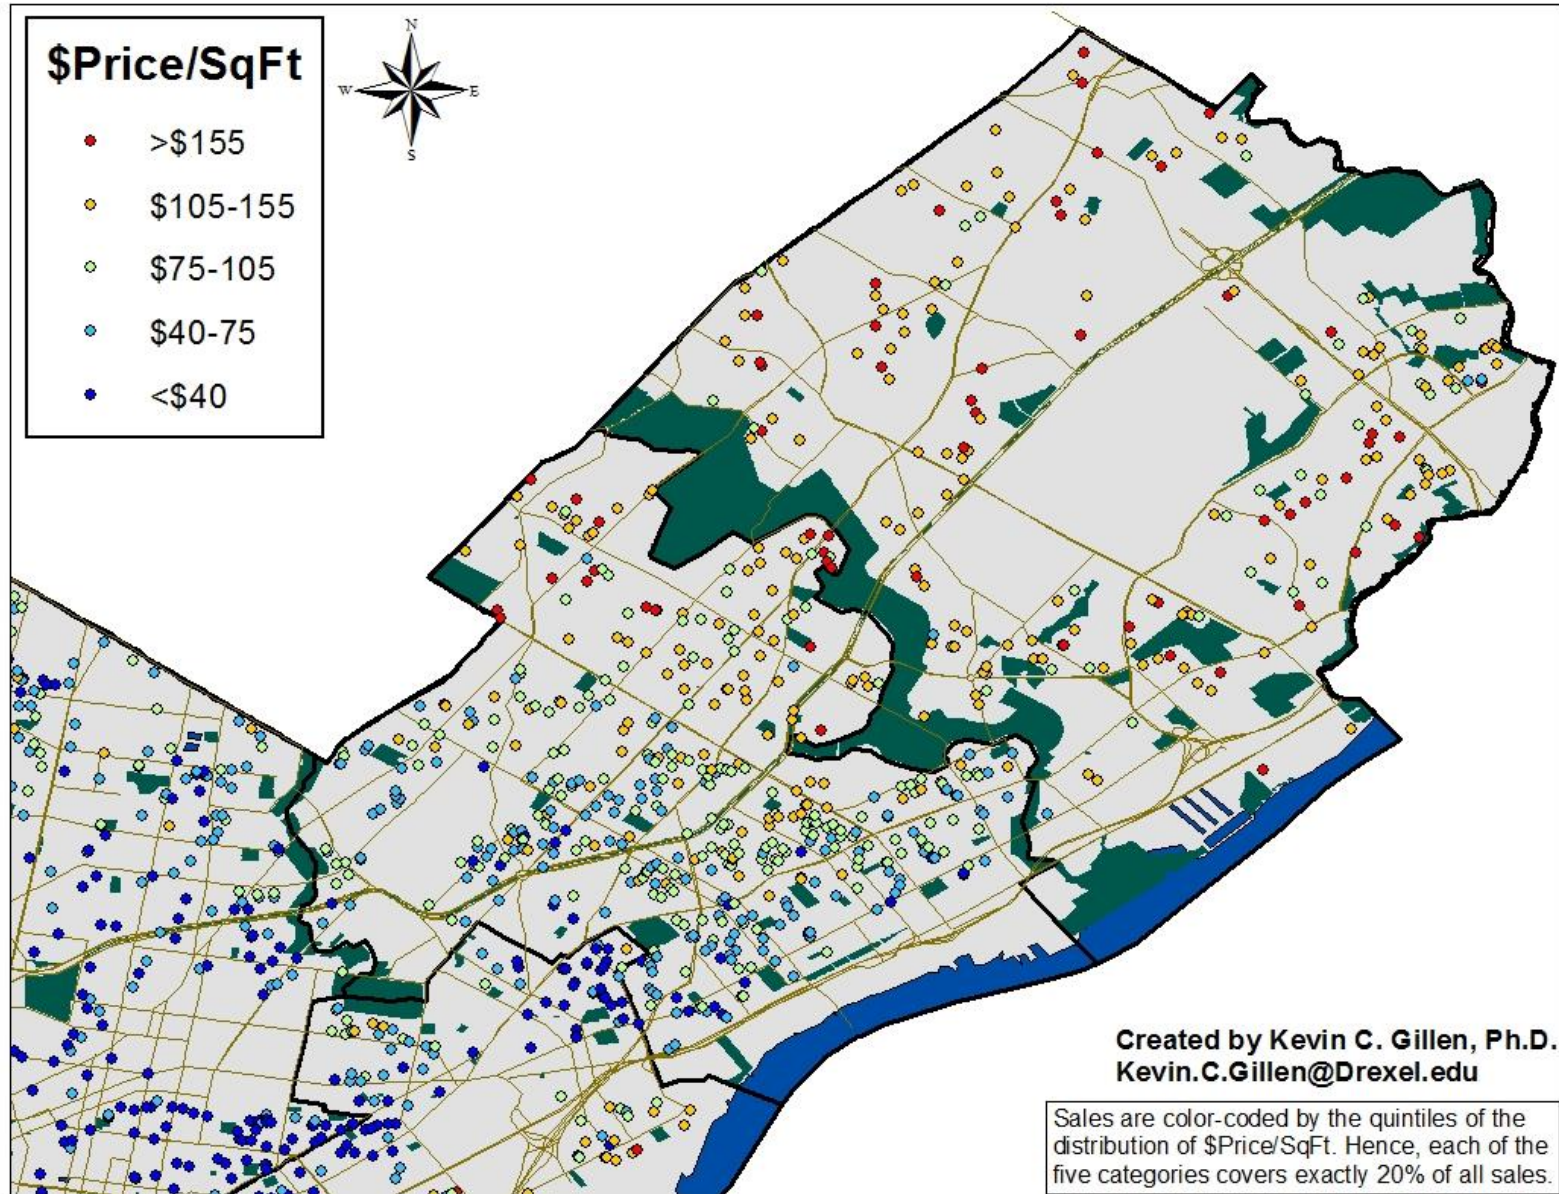 $Price/SqFt
>$155
$105-155
$75-105
$40-75
<$40
N
W
E
S
Created by Kevin C. Gillen, Ph.D.
Kevin.C.Gillen@Drexel.edu
Sales are color-coded by the quintiles of the
distribution of $Price/SqFt. Hence, each of the
five categories covers exactly 20% of all sales.